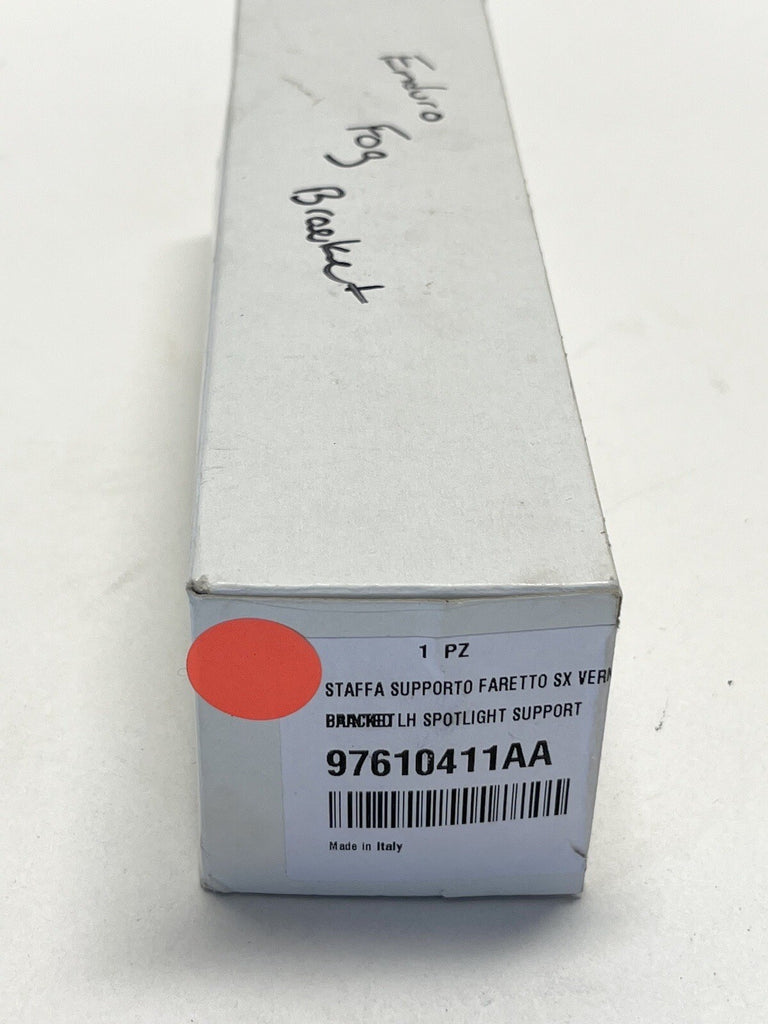 Enduro
Fog
Bracket
1 PZ
STAFFA SUPPORTO FARETTO SX VERN
LH SPOTLIGHT SUPPORT
97610411AA
Made in Italy